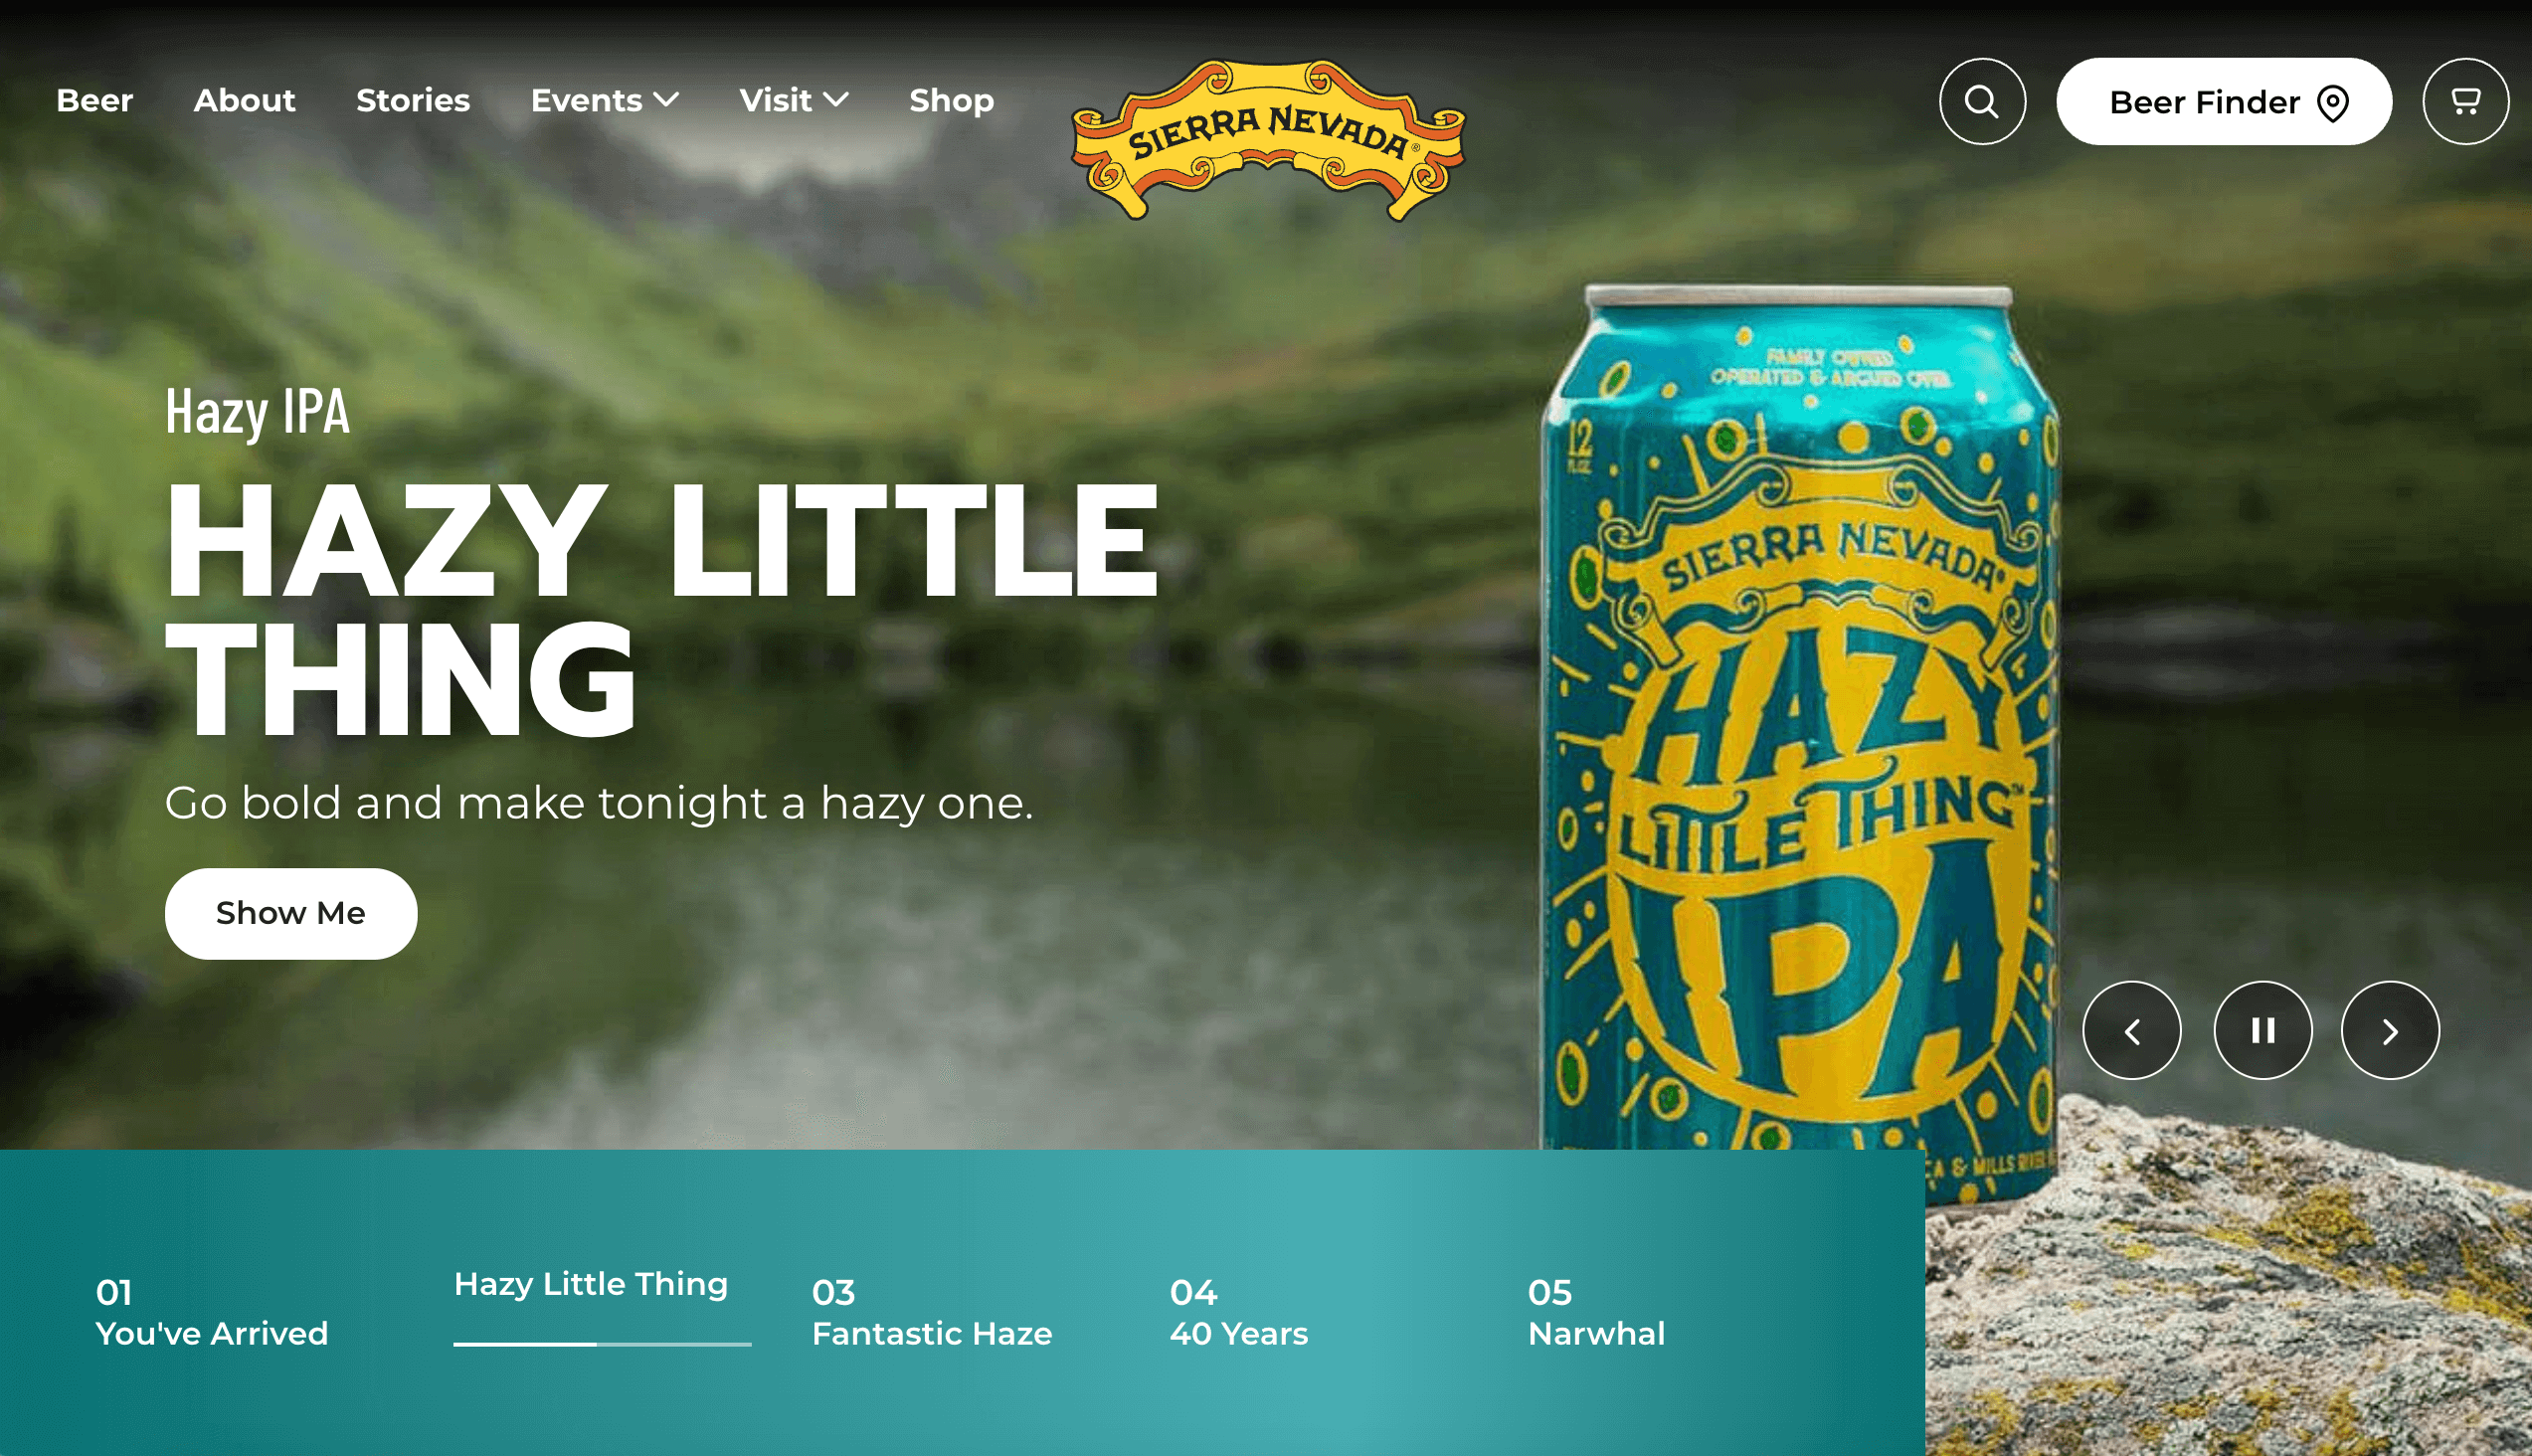 Beer
About
Stories
Events
Visit
Shop
SIERRA NEVADA®
Beer Finder
Hazy IPA
HAZY LITTLE
THING
Go bold and make tonight a hazy one.
Show Me
FAMILY OWNED
OPERATED & ARGUED OVER
12
FL.OZ.
SIERRA NEVADA®
HAZY
LITTLE THING™
IPA
& MILLS RIVER
01
You've Arrived
Hazy Little Thing
03
Fantastic Haze
04
40 Years
05
Narwhal